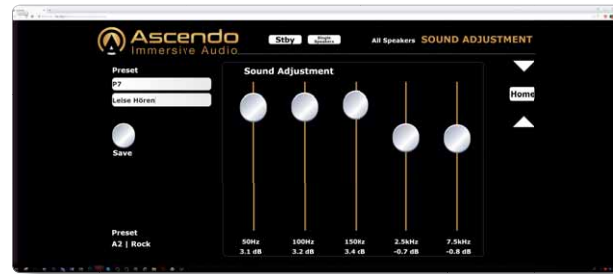 Ascendo
Immersive Audio
Stby
Single Speakers
All Speakers SOUND ADJUSTMENT
Preset
P7
Leise Hören
Save
Sound Adjustment
Home
50Hz 100Hz 150Hz 2.5kHz 7.5kHz
3.1 dB 3.2 dB 3.4 dB -0.7 dB -0.8 dB
Preset
A2 | Rock